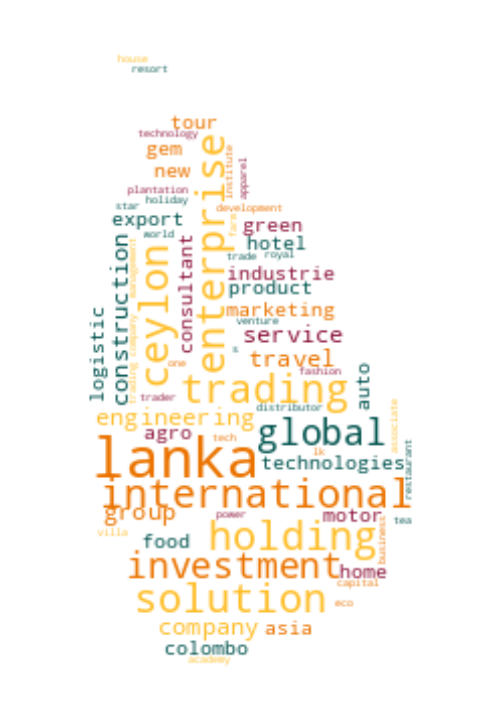 house
resort
tour
technology
gem
enterprise
institute
apparel
new
plantation
holiday
star
development
export
farm
green
world
hotel
construction
management
ceylon
consultant
trade
royal
industrie
product
logistic
marketing
venture
trading company
service
s
travel
one
fashion
auto
trading
trader
distributor
associate
engineering
global
agro
tech
lanka
lk
technologies
restaurant
international
group
power
motor
tea
villa
holding
business
food
investment
home
capital
solution
eco
company
asia
colombo
academy